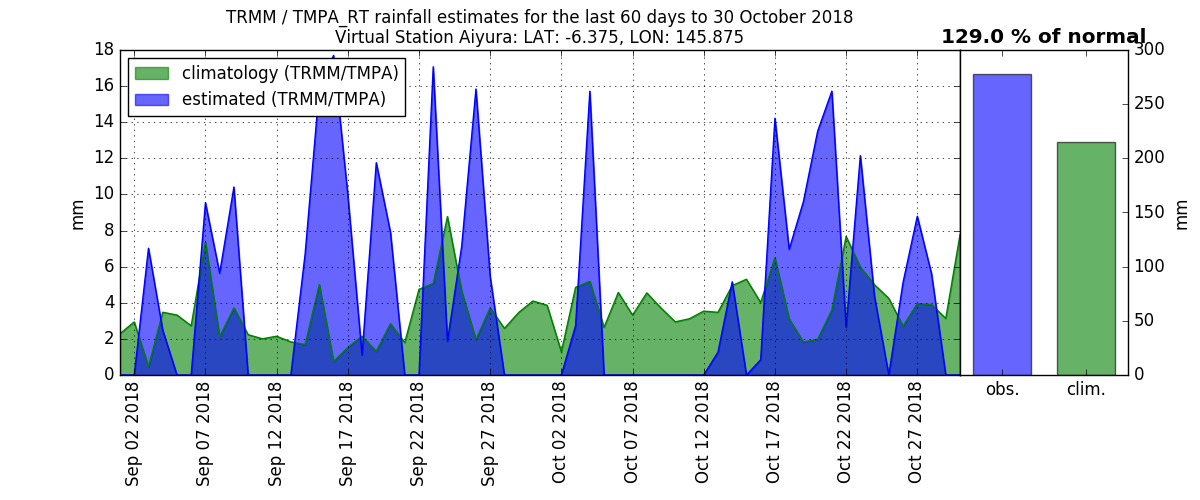 TRMM / TMPA_RT rainfall estimates for the last 60 days to 30 October 2018
Virtual Station Aiyura: LAT: -6.375, LON: 145.875
129.0 % of normal
climatology (TRMM/TMPA)
estimated (TRMM/TMPA)
mm
18
16
14
12
10
8
6
4
2
0
Sep 02 2018
Sep 07 2018
Sep 12 2018
Sep 17 2018
Sep 22 2018
Sep 27 2018
Oct 02 2018
Oct 07 2018
Oct 12 2018
Oct 17 2018
Oct 22 2018
Oct 27 2018
300
250
200
150
100
50
0
mm
obs.
clim.